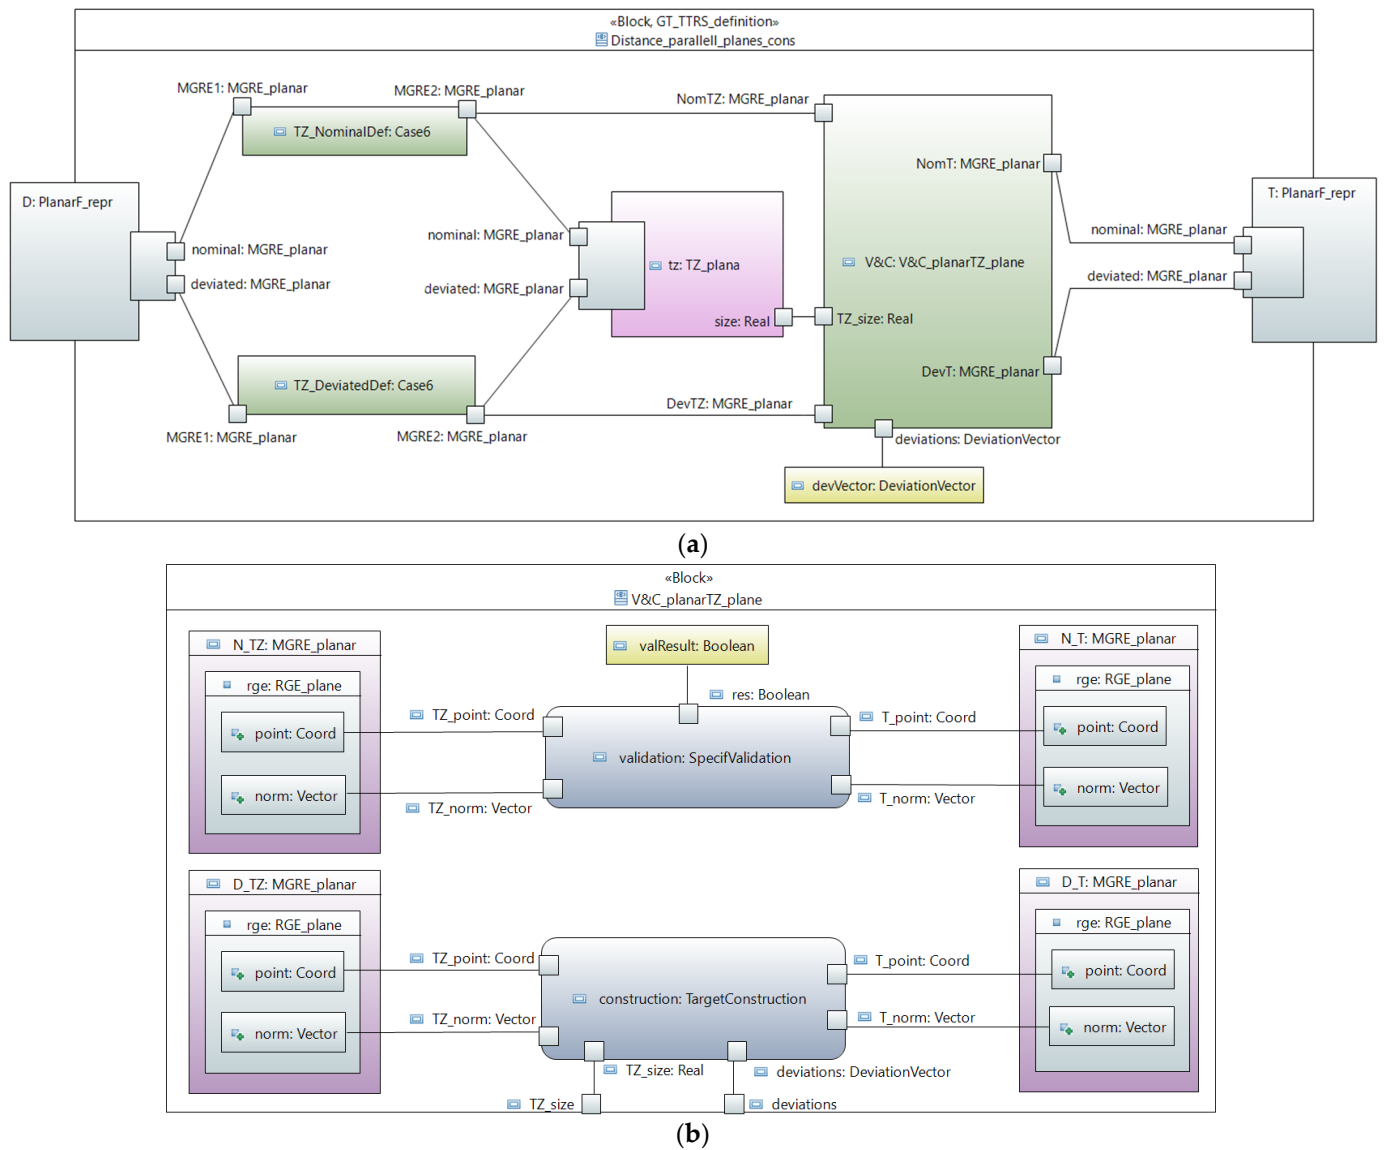 «Block, GT_TTRS_definition»
Distance_parallell_planes_cons
MGRE1: MGRE_planar
MGRE2: MGRE_planar
NomTZ: MGRE_planar
TZ_NominalDef: Case6
NomT: MGRE_planar
D: PlanarF_repr
T: PlanarF_repr
nominal: MGRE_planar
nominal: MGRE_planar
nominal: MGRE_planar
tz: TZ_plana
V&C: V&C_planarTZ_plane
deviated: MGRE_planar
deviated: MGRE_planar
deviated: MGRE_planar
size: Real
TZ_size: Real
TZ_DeviatedDef: Case6
DevT: MGRE_planar
DevTZ: MGRE_planar
MGRE1: MGRE_planar
MGRE2: MGRE_planar
deviations: DeviationVector
devVector: DeviationVector
(a)
«Block»
V&C_planarTZ_plane
N_TZ: MGRE_planar
valResult: Boolean
N_T: MGRE_planar
rge: RGE_plane
res: Boolean
rge: RGE_plane
TZ_point: Coord
T_point: Coord
point: Coord
point: Coord
validation: SpecifValidation
norm: Vector
norm: Vector
TZ_norm: Vector
T_norm: Vector
D_TZ: MGRE_planar
D_T: MGRE_planar
rge: RGE_plane
rge: RGE_plane
TZ_point: Coord
T_point: Coord
point: Coord
point: Coord
construction: TargetConstruction
TZ_norm: Vector
T_norm: Vector
norm: Vector
norm: Vector
TZ_size: Real
deviations: DeviationVector
TZ_size
deviations
(b)